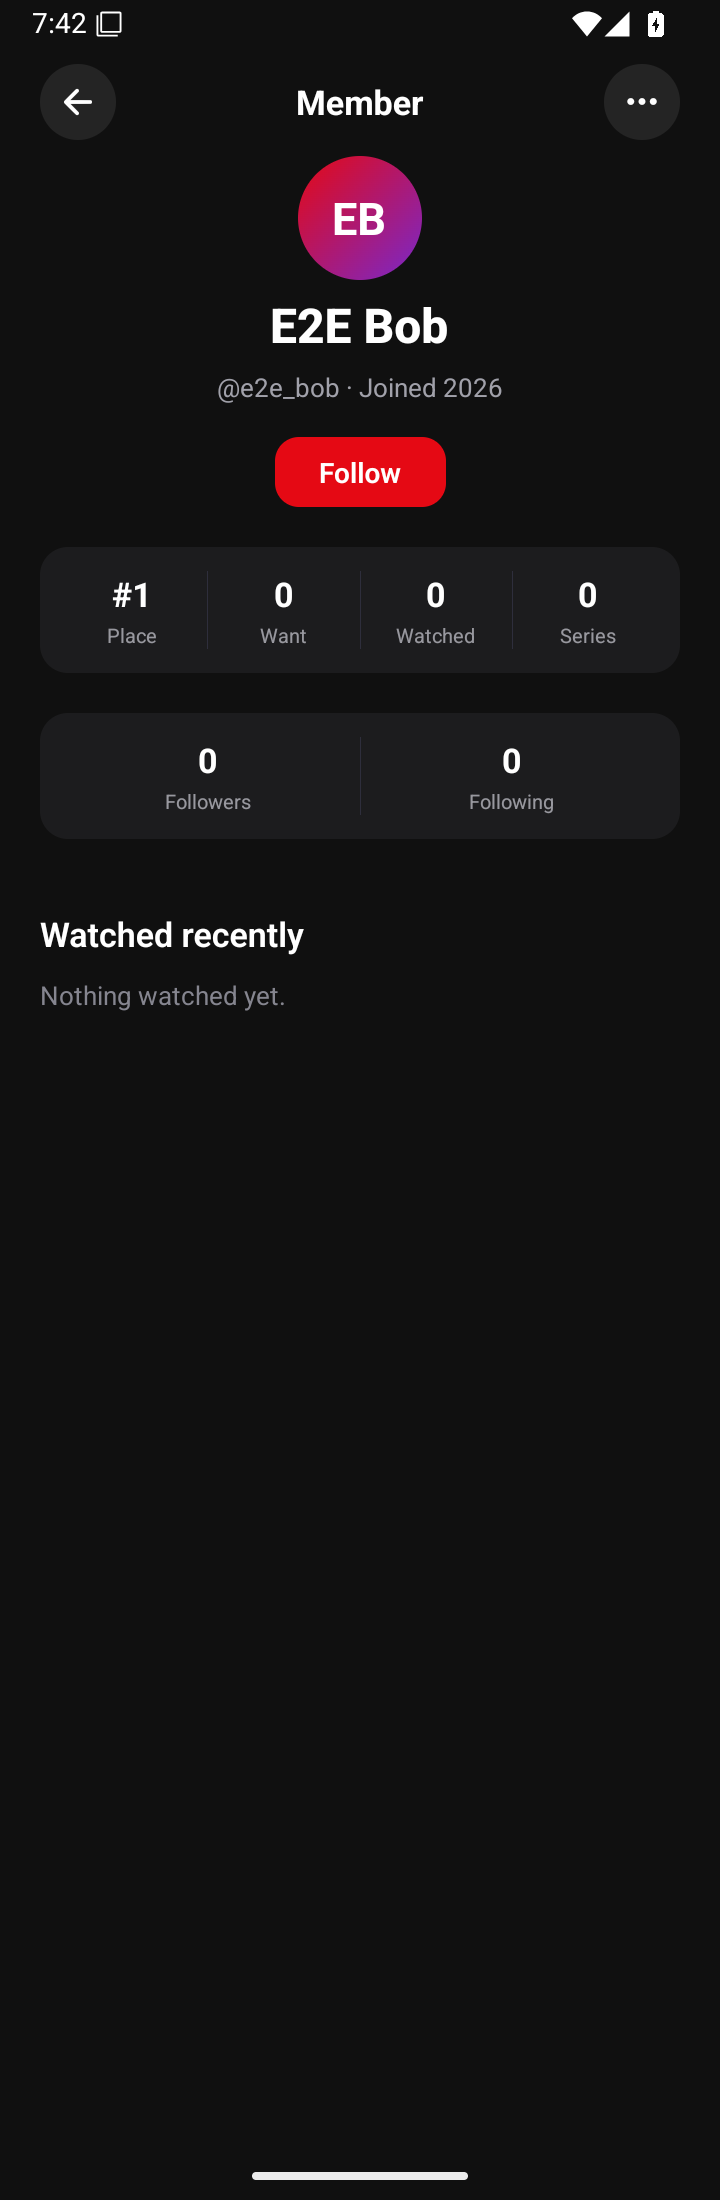 7:42
Member
EB
E2E Bob
@e2e_bob · Joined 2026
Follow
#1 0 0 0
Place Want Watched Series
0 0
Followers Following
Watched recently
Nothing watched yet.